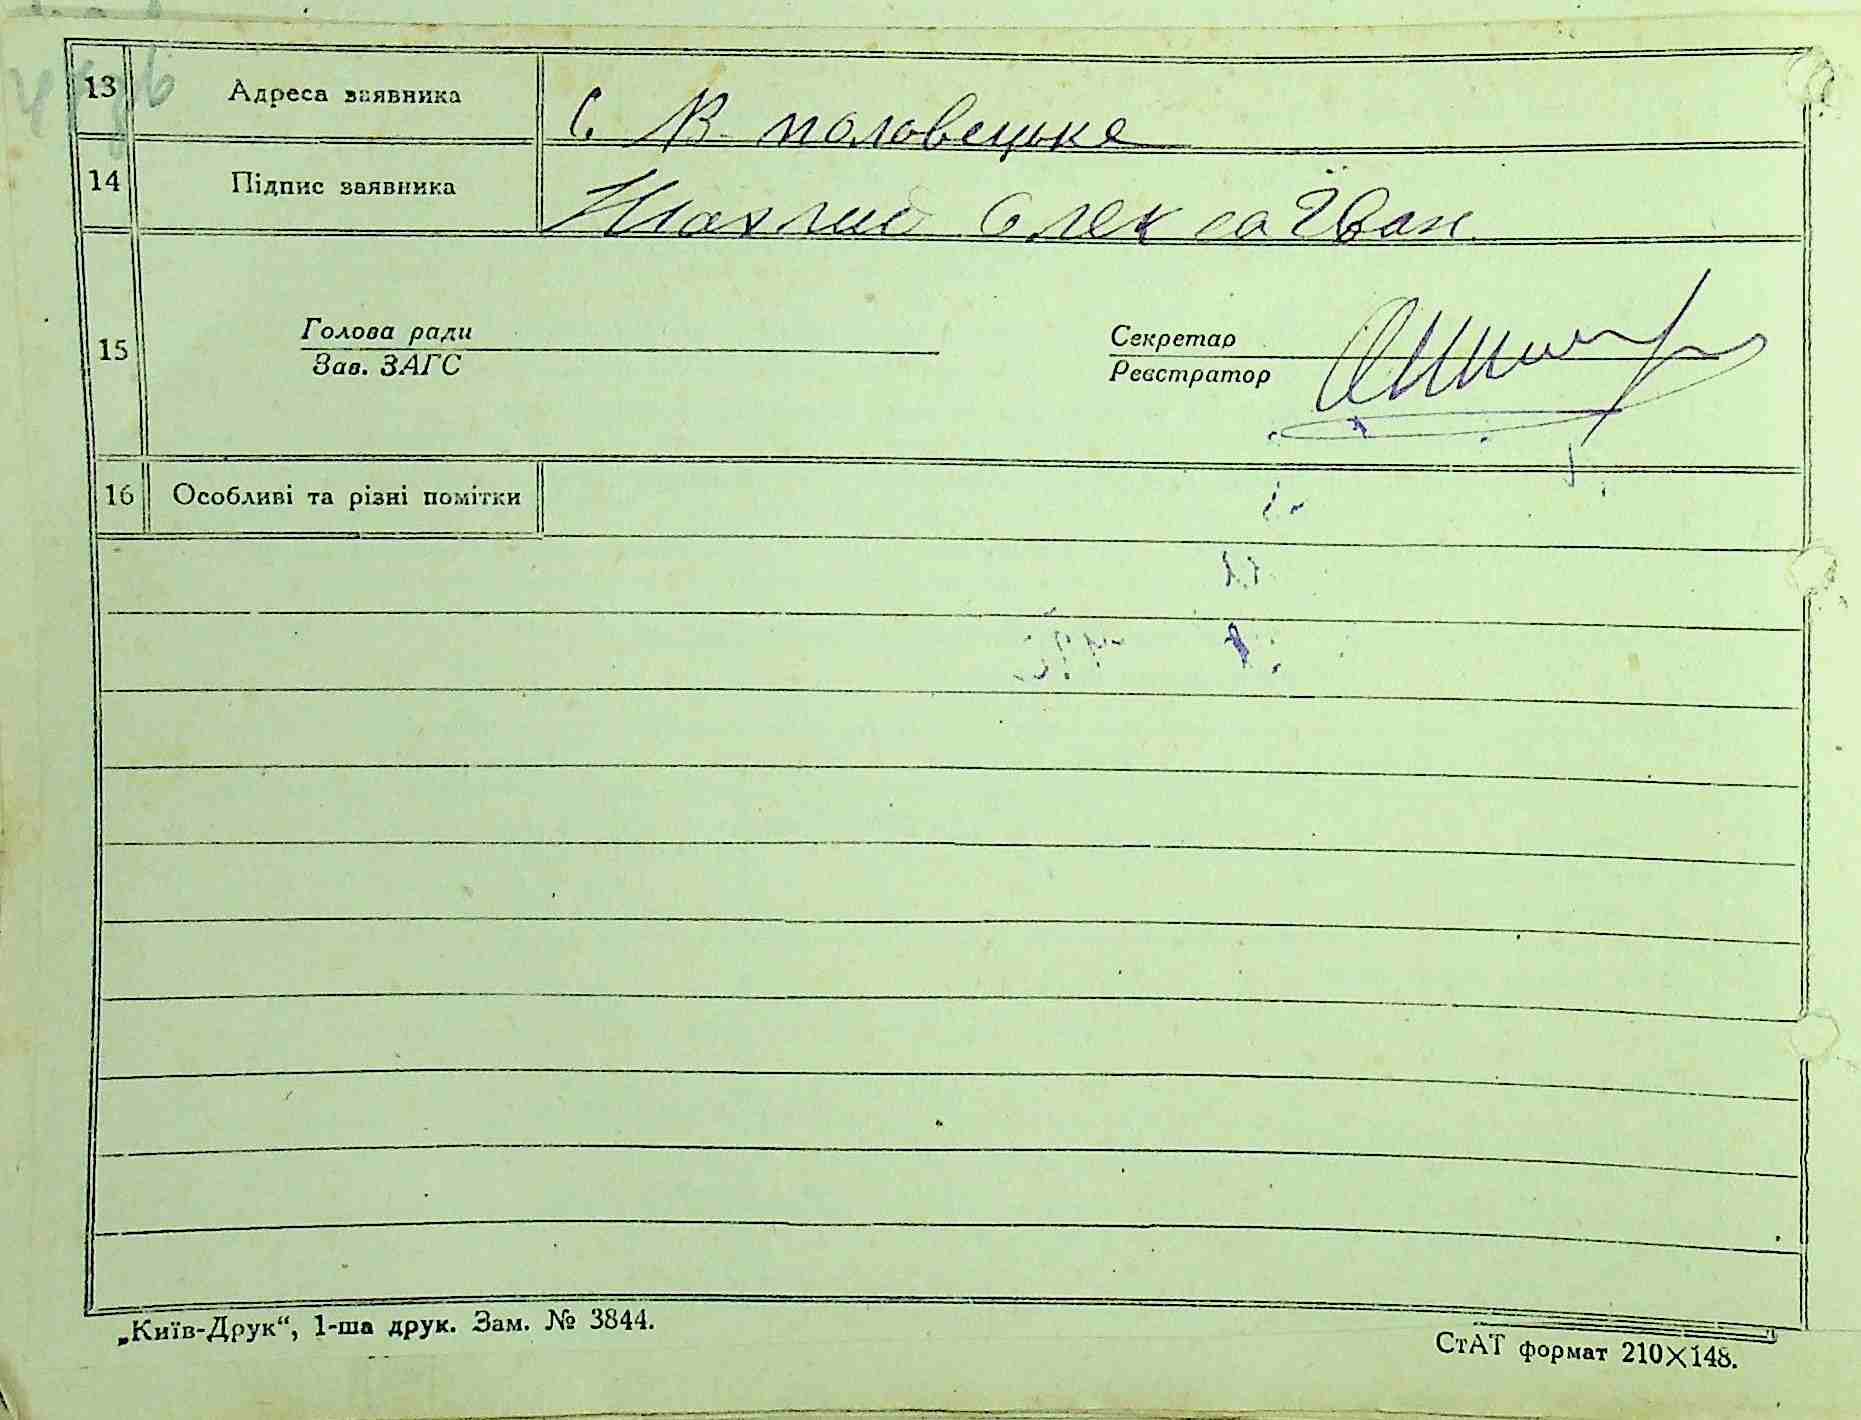 13 Адреса заявника С. В-половецьке
14 Підпис заявника Олекса Іван
15
Голова ради Секретар
Зав. ЗАГС Реєстратор
16 Особливі та різні помітки
„Київ-Друк“, 1-ша друк. Зам. № 3844.
СтАТ формат 210×148.